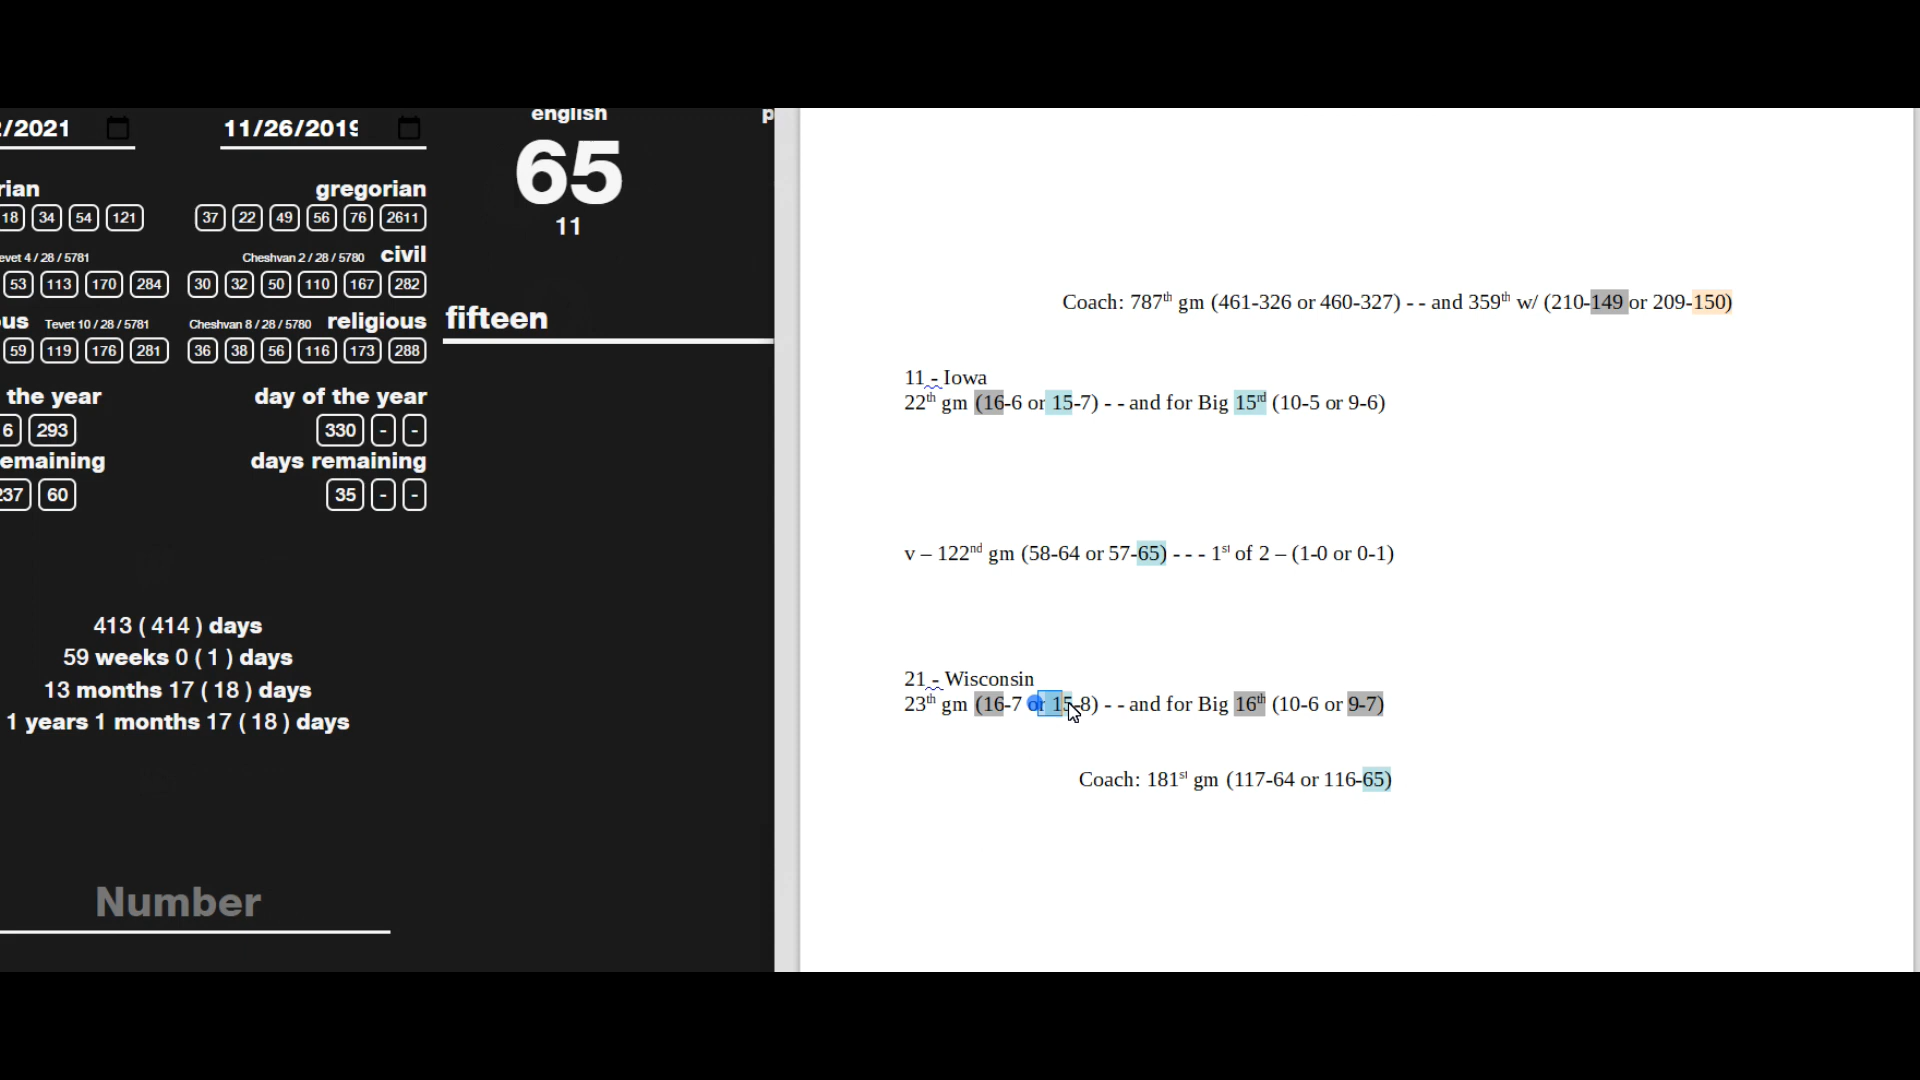 english
p
/2021
11/26/2019
65
11
rian
gregorian
18 34 54 121
37 22 49 56 76 2611
evet 4 / 28 / 5781
Cheshvan 2 / 28 / 5780 civil
53 113 170 284
30 32 50 110 167 282
us Tevet 10 / 28 / 5781
Cheshvan 8 / 28 / 5780 religious
59 119 176 281
36 38 56 116 173 288
fifteen
the year
day of the year
6 293
330 - -
emaining
days remaining
237 60
35 - -
413 ( 414 ) days
59 weeks 0 ( 1 ) days
13 months 17 ( 18 ) days
1 years 1 months 17 ( 18 ) days
Number
Coach: 787th gm (461-326 or 460-327) - - and 359th w/ (210-149 or 209-150)
11 - Iowa
22th gm (16-6 or 15-7) - - and for Big 15rd (10-5 or 9-6)
v – 122nd gm (58-64 or 57-65) - - - 1st of 2 – (1-0 or 0-1)
21 - Wisconsin
23th gm (16-7 or 15-8) - - and for Big 16th (10-6 or 9-7)
Coach: 181st gm (117-64 or 116-65)